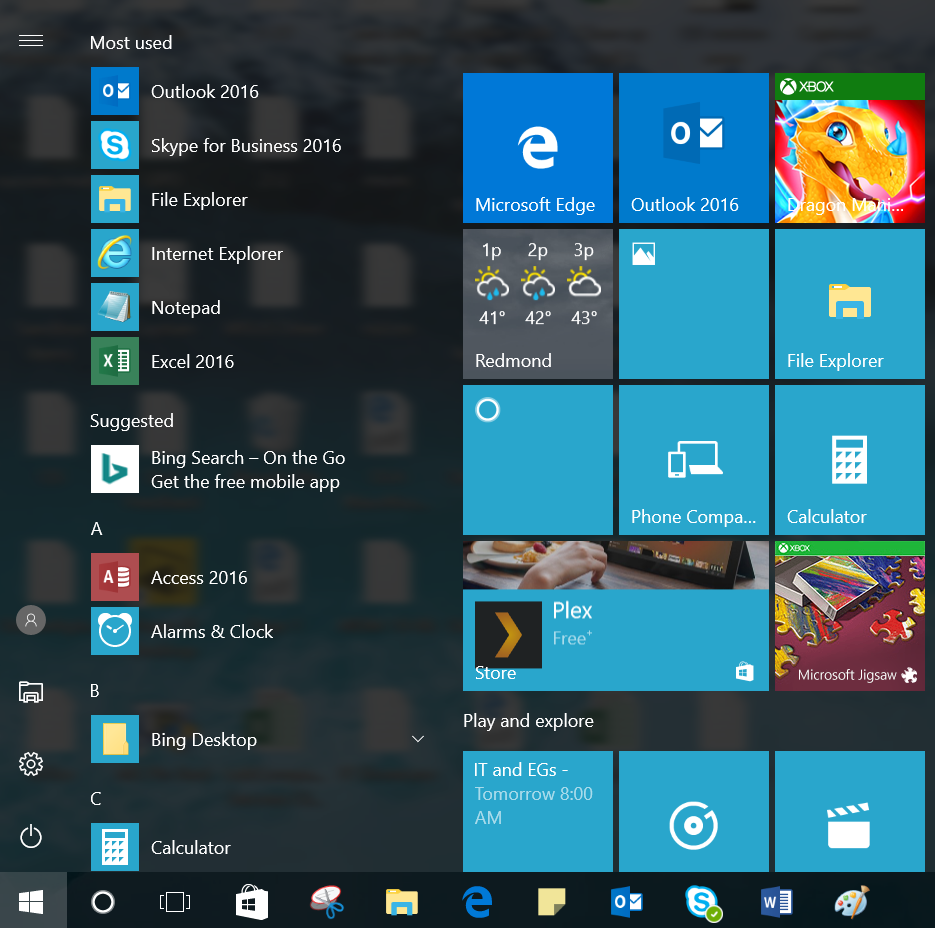 Most used
Outlook 2016
Skype for Business 2016
File Explorer
Internet Explorer
Notepad
Excel 2016
Suggested
Bing Search – On the Go
Get the free mobile app
A
Access 2016
Alarms & Clock
B
Bing Desktop
C
Calculator
Microsoft Edge
Outlook 2016
XBOX
Dragon Mani...
1p 2p 3p
41° 42° 43°
Redmond
File Explorer
Phone Compa...
Calculator
Plex
Free+
Store
XBOX
Microsoft Jigsaw
Play and explore
IT and EGs -
Tomorrow 8:00
AM